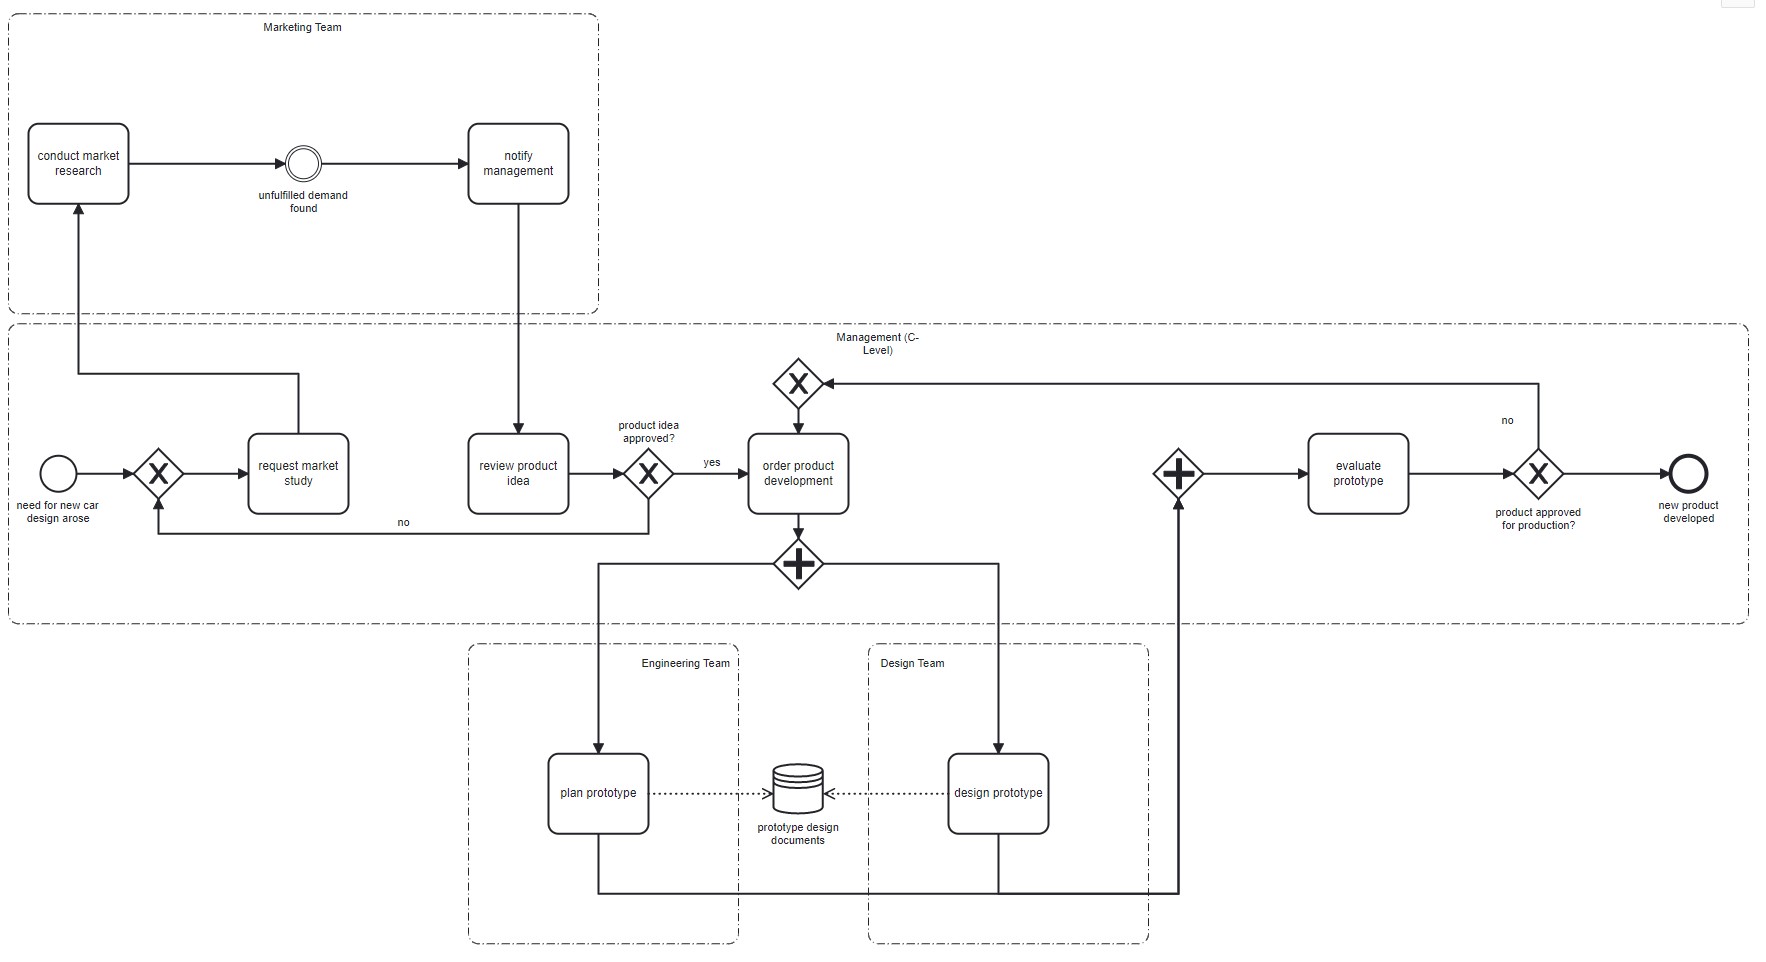 Marketing Team
conduct market
research
notify
management
unfulfilled demand
found
Management (C-
Level)
product idea
approved?
no
request market
study
review product
idea
yes
order product
development
evaluate
prototype
need for new car
design arose
no
product approved
for production?
new product
developed
Engineering Team
Design Team
plan prototype
design prototype
prototype design
documents